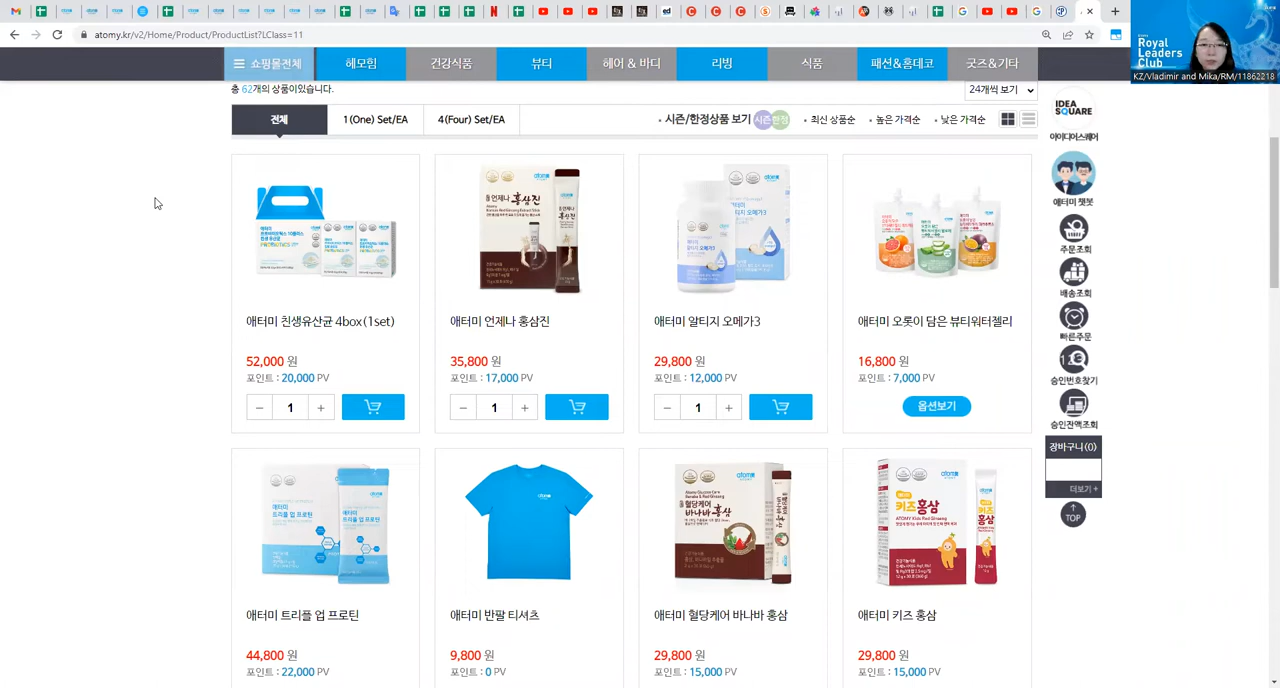 atomy.kr/v2/Home/Product/ProductList?LClass=11
Atomy
Royal
Leaders
Club
KZ/Vladimir and Mika/RM/11862218
쇼핑몰전체
헤모힘
건강식품
뷰티
헤어 & 바디
리빙
식품
패션&홈데코
굿즈&기타
총 62개의 상품이있습니다.
24개씩 보기
전체
1(One) Set/EA
4(Four) Set/EA
시즌/한정상품 보기
시즌한정
최신 상품순
높은 가격순
낮은 가격순
IDEA
SQUARE
아이디어스퀘어
애터미 챗봇
주문조회
배송조회
빠른주문
승인번호찾기
승인잔액조회
장바구니(0)
더보기 +
TOP
애터미 친생유산균 4box(1set)
52,000 원
포인트 : 20,000 PV
1
애터미 언제나 홍삼진
35,800 원
포인트 : 17,000 PV
1
애터미 알티지 오메가3
29,800 원
포인트 : 12,000 PV
1
애터미 오롯이 담은 뷰티워터젤리
16,800 원
포인트 : 7,000 PV
옵션보기
애터미 트리플 업 프로틴
44,800 원
포인트 : 22,000 PV
애터미 반팔 티셔츠
9,800 원
포인트 : 0 PV
애터미 혈당케어 바나바 홍삼
29,800 원
포인트 : 15,000 PV
애터미 키즈 홍삼
29,800 원
포인트 : 15,000 PV